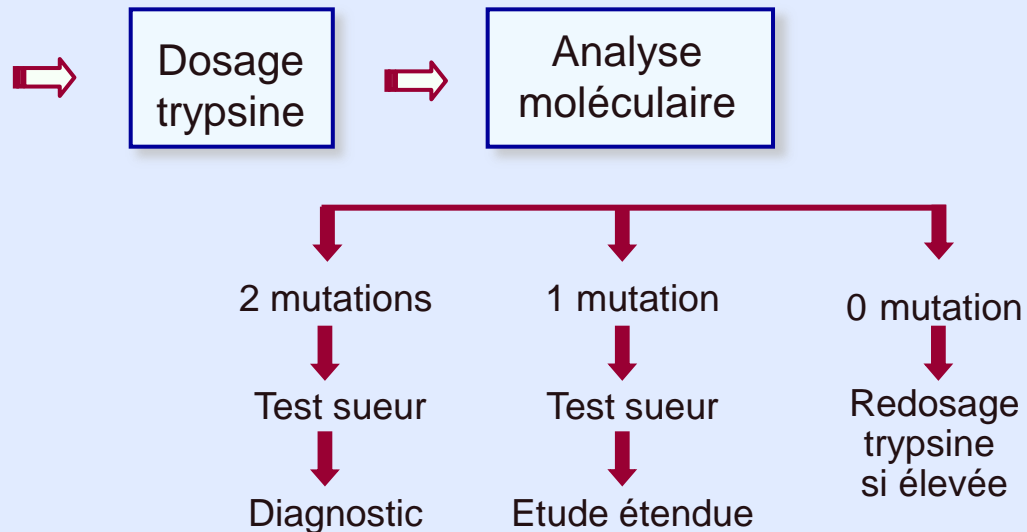 Dosage
trypsine
Analyse
moléculaire
2 mutations
1 mutation
0 mutation
Test sueur
Test sueur
Redosage
trypsine
si élevée
Diagnostic
Etude étendue